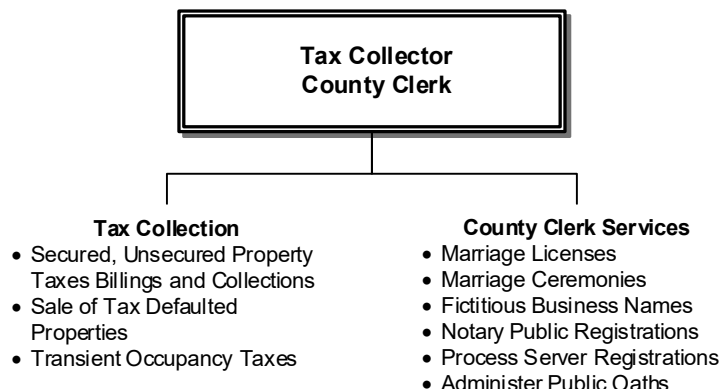 Tax Collector
County Clerk
Tax Collection
• Secured, Unsecured Property
Taxes Billings and Collections
• Sale of Tax Defaulted
Properties
• Transient Occupancy Taxes
County Clerk Services
• Marriage Licenses
• Marriage Ceremonies
• Fictitious Business Names
• Notary Public Registrations
• Process Server Registrations
• Administer Public Oaths